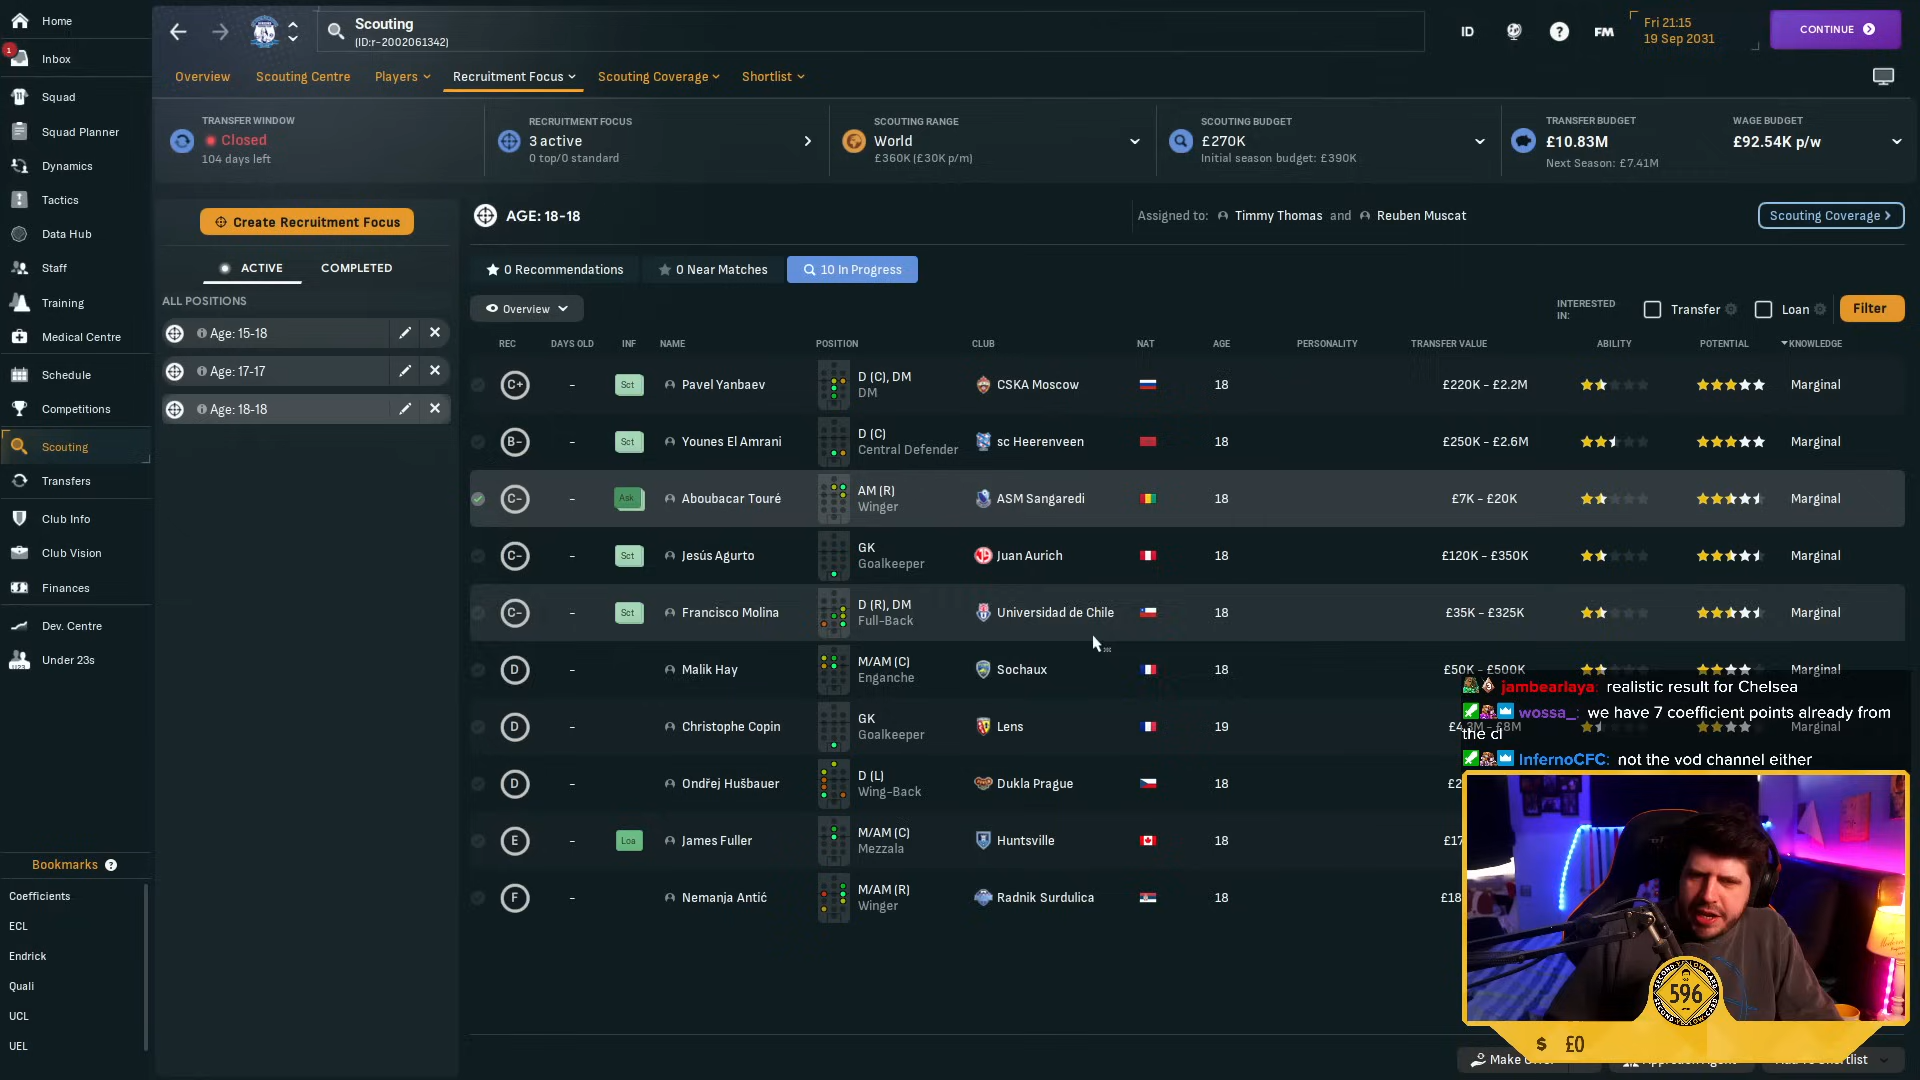 Home
Inbox
1
Squad
Squad Planner
Dynamics
Tactics
Data Hub
Staff
Training
Medical Centre
Schedule
Competitions
Scouting
Transfers
Club Info
Club Vision
Finances
Dev. Centre
Under 23s
Bookmarks ?
Coefficients
ECL
Endrick
Quali
UCL
UEL
Scouting
(ID:r-2002061342)
ID ? FM
Fri 21:15
19 Sep 2031
CONTINUE
Overview Scouting Centre Players Recruitment Focus Scouting Coverage Shortlist
TRANSFER WINDOW
Closed
104 days left
RECRUITMENT FOCUS
3 active
0 top/0 standard
SCOUTING RANGE
World
£360K (£30K p/m)
SCOUTING BUDGET
£270K
Initial season budget: £390K
TRANSFER BUDGET
£10.83M
Next Season: £7.41M
WAGE BUDGET
£92.54K p/w
Create Recruitment Focus
ACTIVE COMPLETED
ALL POSITIONS
Age: 15-18
Age: 17-17
Age: 18-18
AGE: 18-18
Assigned to: Timmy Thomas and Reuben Muscat
Scouting Coverage >
0 Recommendations 0 Near Matches 10 In Progress
Overview
INTERESTED IN: Transfer Loan Filter
REC DAYS OLD INF NAME POSITION CLUB NAT AGE PERSONALITY TRANSFER VALUE ABILITY POTENTIAL KNOWLEDGE
C+ - Sct Pavel Yanbaev D (C), DM DM CSKA Moscow 18 £220K - £2.2M Marginal
B- - Sct Younes El Amrani D (C) Central Defender sc Heerenveen 18 £250K - £2.6M Marginal
C- - Ask Aboubacar Touré AM (R) Winger ASM Sangaredi 18 £7K - £20K Marginal
C- - Sct Jesús Agurto GK Goalkeeper Juan Aurich 18 £120K - £350K Marginal
C- - Sct Francisco Molina D (R), DM Full-Back Universidad de Chile 18 £35K - £325K Marginal
D - Malik Hay M/AM (C) Enganche Sochaux 18 £50K - £500K Marginal
D - Christophe Copin GK Goalkeeper Lens 19 Marginal
D - Ondřej Hušbauer D (L) Wing-Back Dukla Prague 18
E - Loa James Fuller M/AM (C) Mezzala Huntsville 18
F - Nemanja Antić M/AM (R) Winger Radnik Surdulica 18
jambearlaya: realistic result for Chelsea
wossa_: we have 7 coefficient points already from
the cl
InfernoCFC: not the vod channel either
SECOND YELLOW CARD
596
$ £0
Make